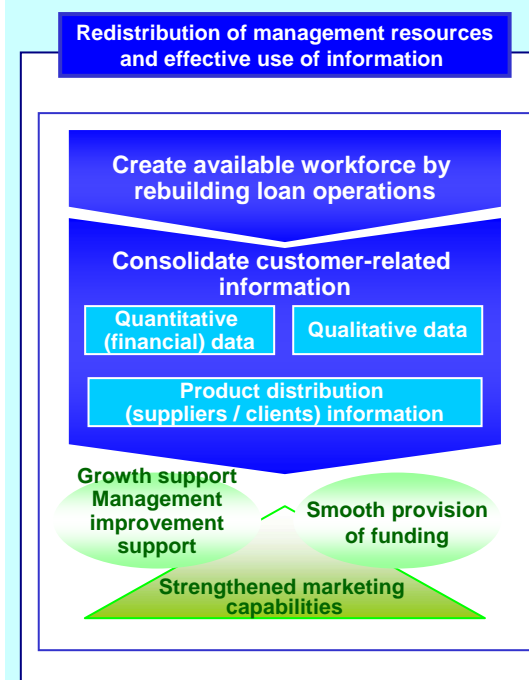 Redistribution of management resources
and effective use of information
Create available workforce by
rebuilding loan operations
Consolidate customer-related
information
Quantitative
(financial) data
Qualitative data
Product distribution
(suppliers / clients) information
Growth support
Management
improvement
support
Smooth provision
of funding
Strengthened marketing
capabilities